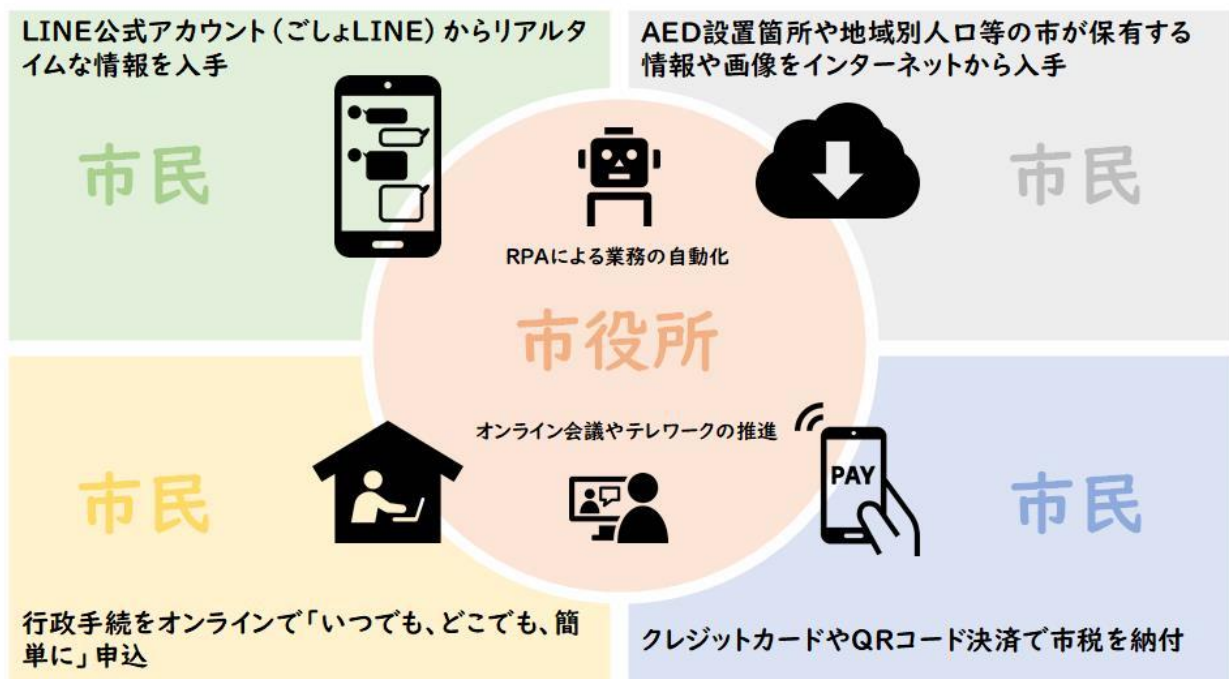 LINE公式アカウント(ごしょLINE)からリアルタ
イムな情報を入手
AED設置箇所や地域別人口等の市が保有する
情報や画像をインターネットから入手
市民
市民
RPAによる業務の自動化
市役所
オンライン会議やテレワークの推進
PAY
市民
市民
行政手続をオンラインで「いつでも、どこでも、簡
単に」申込
クレジットカードやQRコード決済で市税を納付